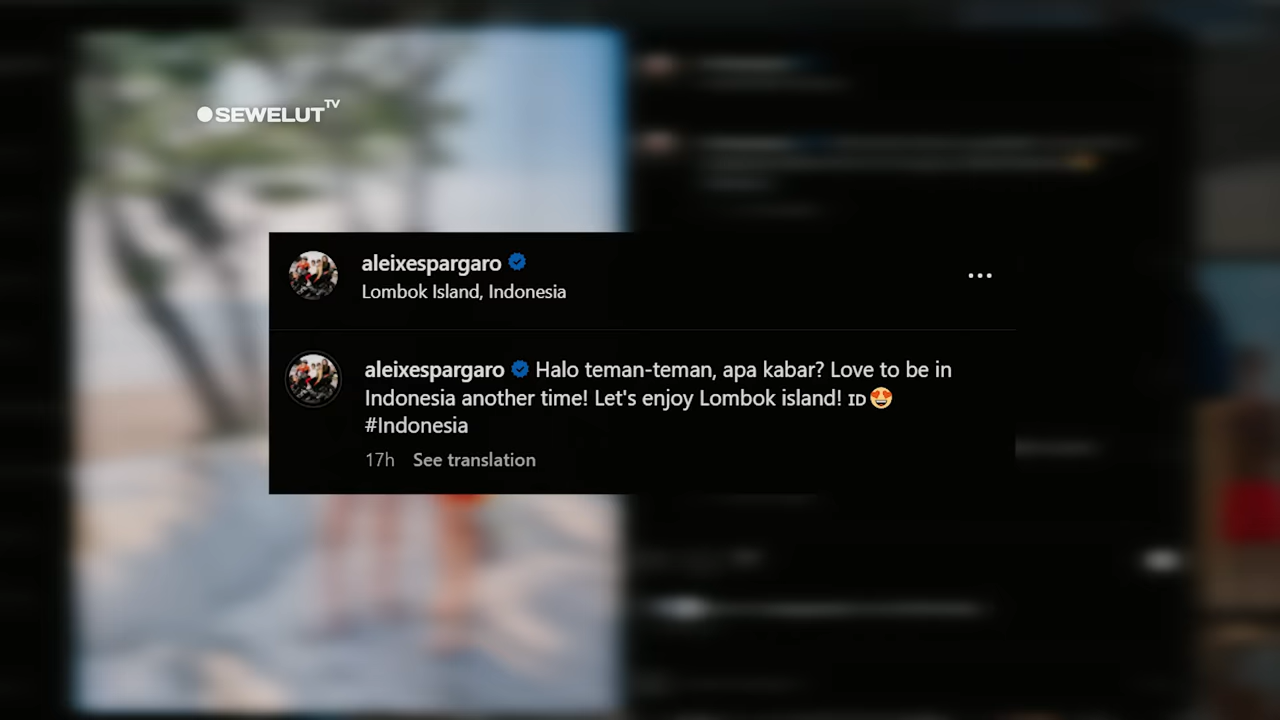 SEWELUT TV
aleixespargaro
Lombok Island, Indonesia
aleixespargaro Halo teman-teman, apa kabar? Love to be in
Indonesia another time! Let's enjoy Lombok island! ID😍
#Indonesia
17h See translation